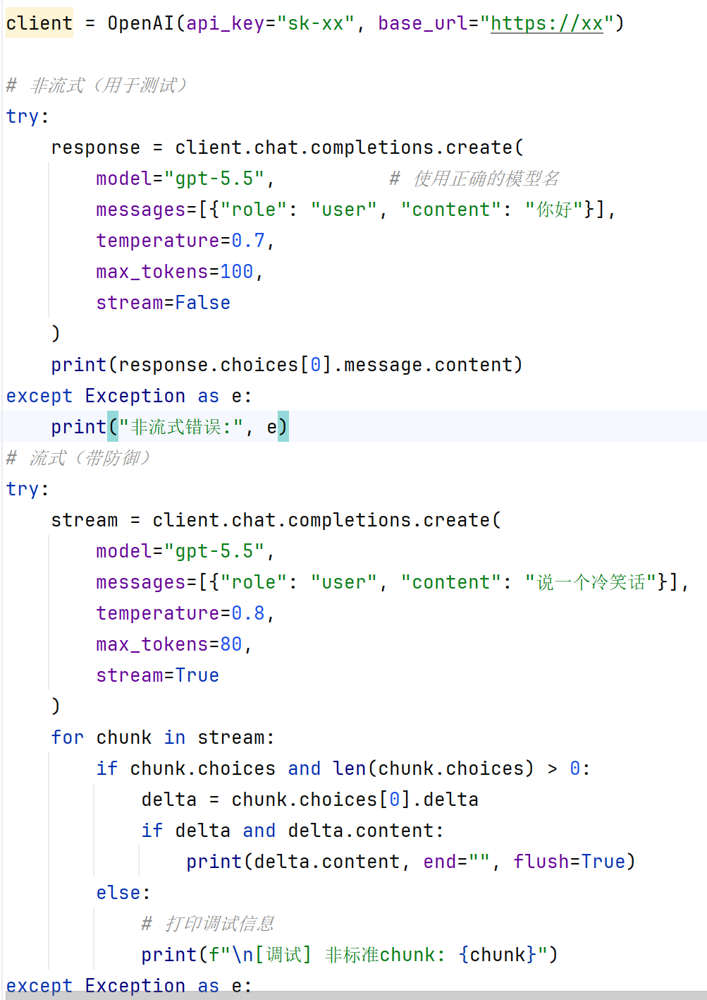 client = OpenAI(api_key="sk-xx", base_url="https://xx")
# 非流式（用于测试）
try:
    response = client.chat.completions.create(
        model="gpt-5.5",          # 使用正确的模型名
        messages=[{"role": "user", "content": "你好"}],
        temperature=0.7,
        max_tokens=100,
        stream=False
    )
    print(response.choices[0].message.content)
except Exception as e:
    print("非流式错误:", e)
# 流式（带防御）
try:
    stream = client.chat.completions.create(
        model="gpt-5.5",
        messages=[{"role": "user", "content": "说一个冷笑话"}],
        temperature=0.8,
        max_tokens=80,
        stream=True
    )
    for chunk in stream:
        if chunk.choices and len(chunk.choices) > 0:
            delta = chunk.choices[0].delta
            if delta and delta.content:
                print(delta.content, end="", flush=True)
        else:
            # 打印调试信息
            print(f"\n[调试] 非标准chunk: {chunk}")
except Exception as e: